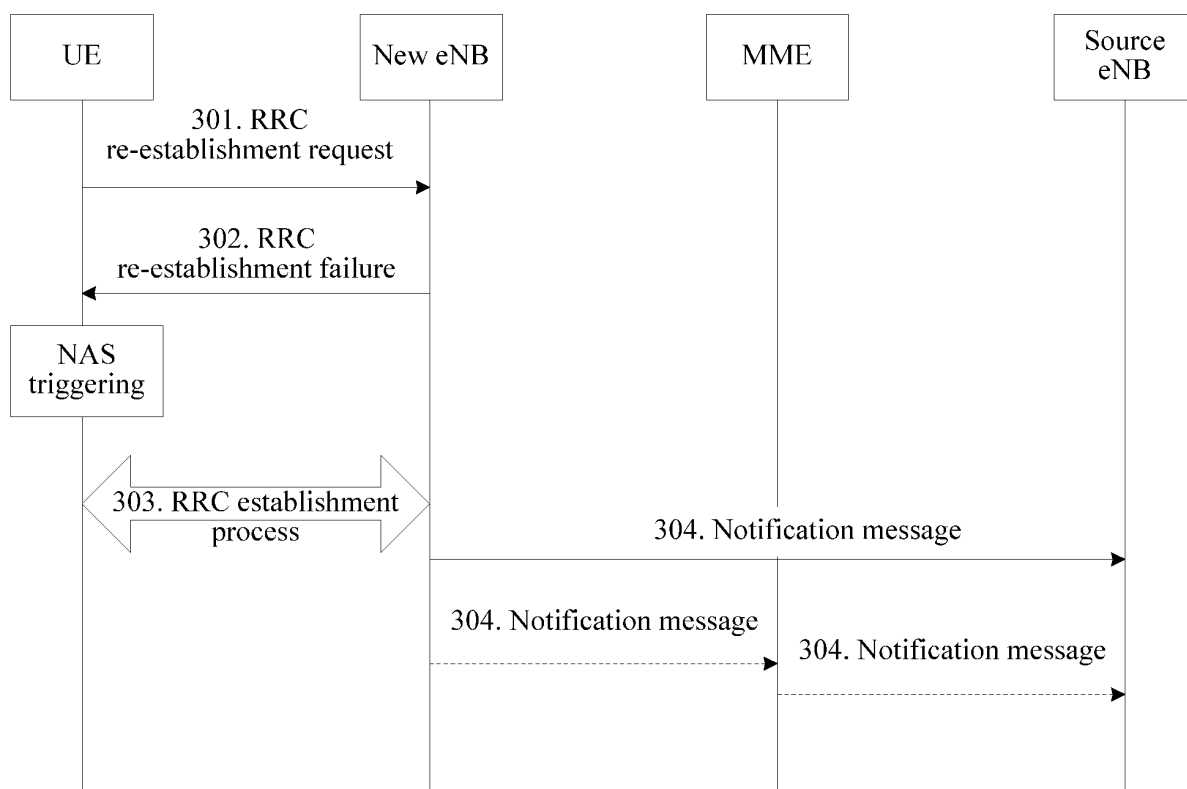 UE
New eNB
MME
Source
eNB
301. RRC
re-establishment request
302. RRC
re-establishment failure
NAS
triggering
303. RRC establishment
process
304. Notification message
304. Notification message
304. Notification message